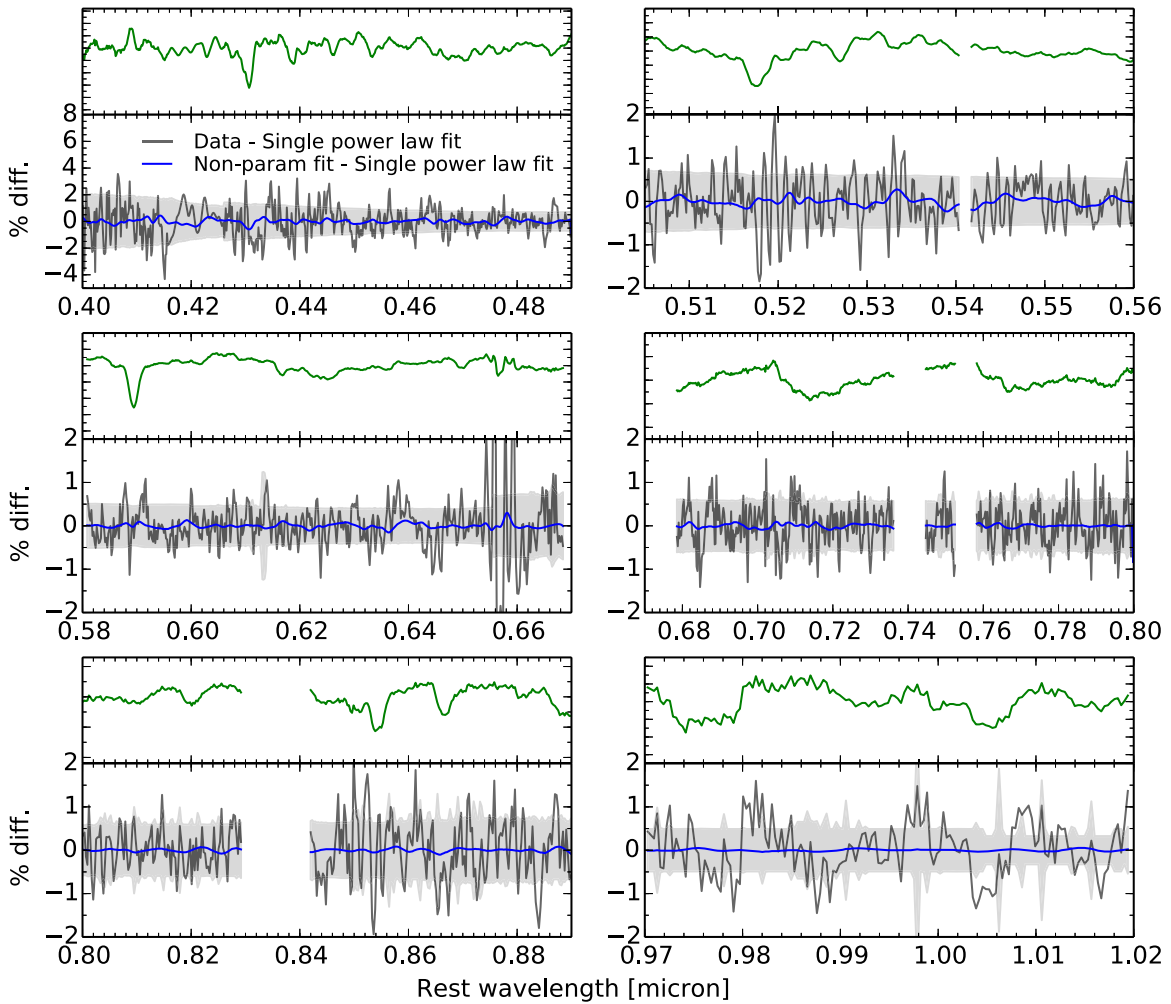 8
6
4
2
0
−2
−4
% diff.
Data - Single power law fit
Non-param fit - Single power law fit
0.40 0.42 0.44 0.46 0.48
2
1
0
−1
−2
0.51 0.52 0.53 0.54 0.55 0.56
2
1
0
−1
−2
% diff.
0.58 0.60 0.62 0.64 0.66
2
1
0
−1
−2
0.68 0.70 0.72 0.74 0.76 0.78 0.80
2
1
0
−1
−2
% diff.
0.80 0.82 0.84 0.86 0.88
2
1
0
−1
−2
0.97 0.98 0.99 1.00 1.01 1.02
Rest wavelength [micron]